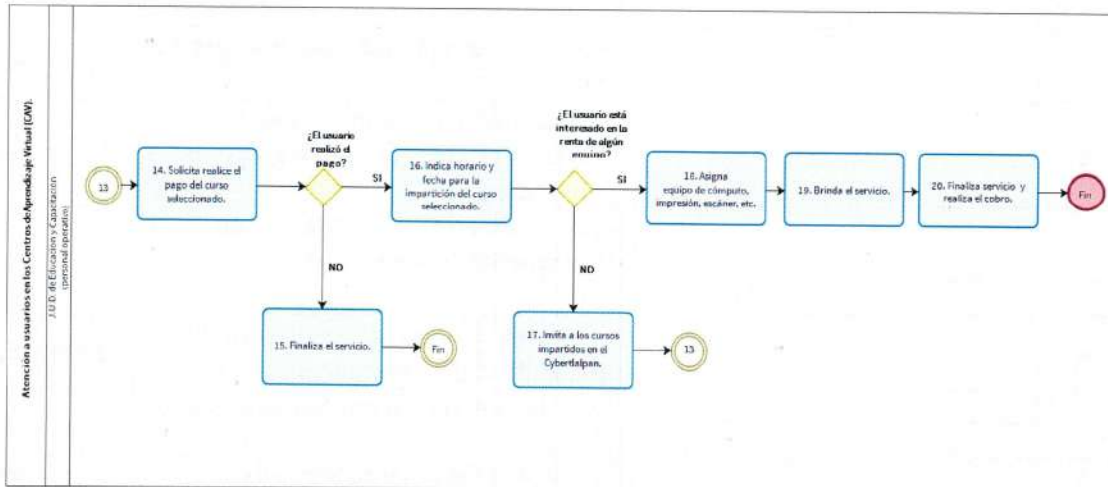 Atención a usuarios en los Centros de Aprendizaje Virtual (CAV).
J.U.D. de Educación y Capacitación
(personal operativo)
13
14. Solicita realice el
pago del curso
seleccionado.
¿El usuario
realizó el
pago?
SI
NO
15. Finaliza el servicio.
Fin
16. Indica horario y
fecha para la
impartición del curso
seleccionado.
¿El usuario está
interesado en la
renta de algún
equipo?
SI
NO
17. Invita a los cursos
impartidos en el
Cybertlalpan.
13
18. Asigna
equipo de cómputo,
impresión, escáner, etc.
19. Brinda el servicio.
20. Finaliza servicio y
realiza el cobro.
Fin